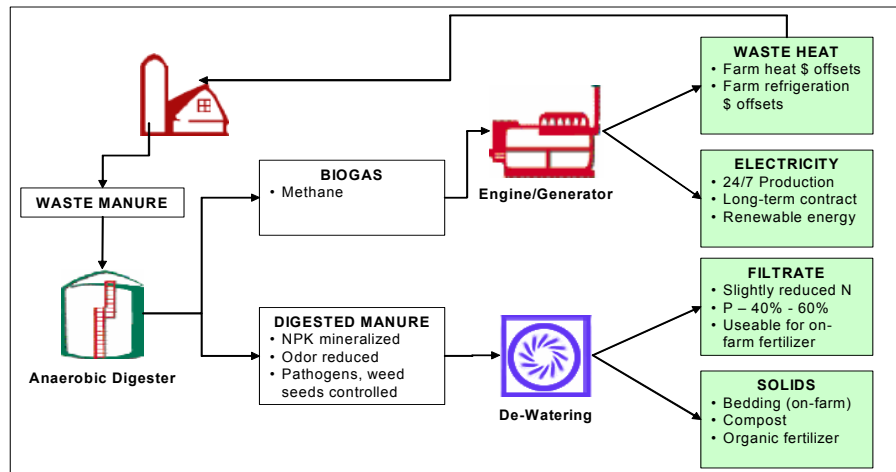 WASTE HEAT
• Farm heat $ offsets
• Farm refrigeration
$ offsets
BIOGAS
• Methane
Engine/Generator
ELECTRICITY
• 24/7 Production
• Long-term contract
• Renewable energy
WASTE MANURE
Anaerobic Digester
DIGESTED MANURE
• NPK mineralized
• Odor reduced
• Pathogens, weed
seeds controlled
De-Watering
FILTRATE
• Slightly reduced N
• P – 40% - 60%
• Useable for on-
farm fertilizer
SOLIDS
• Bedding (on-farm)
• Compost
• Organic fertilizer